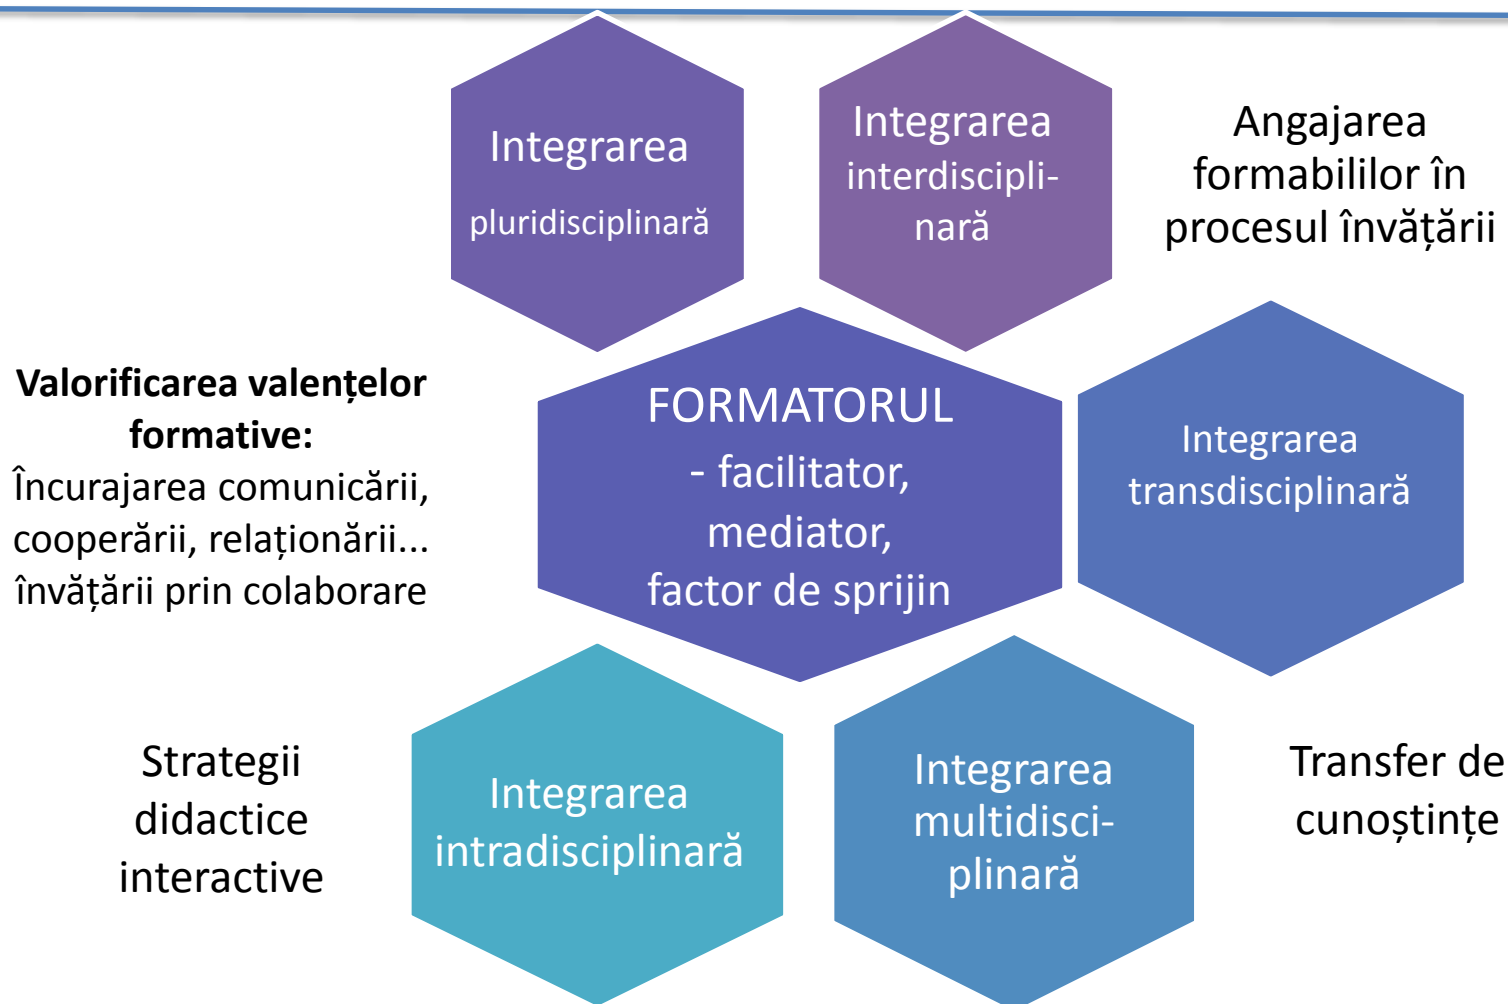 Integrarea
pluridisciplinară
Integrarea
interdiscipli-
nară
Angajarea
formabililor în
procesul învățării
Valorificarea valențelor
formative:
Încurajarea comunicării,
cooperării, relaționării...
învățării prin colaborare
FORMATORUL
- facilitator,
mediator,
factor de sprijin
Integrarea
transdisciplinară
Strategii
didactice
interactive
Integrarea
intradisciplinară
Integrarea
multidisci-
plinară
Transfer de
cunoștințe